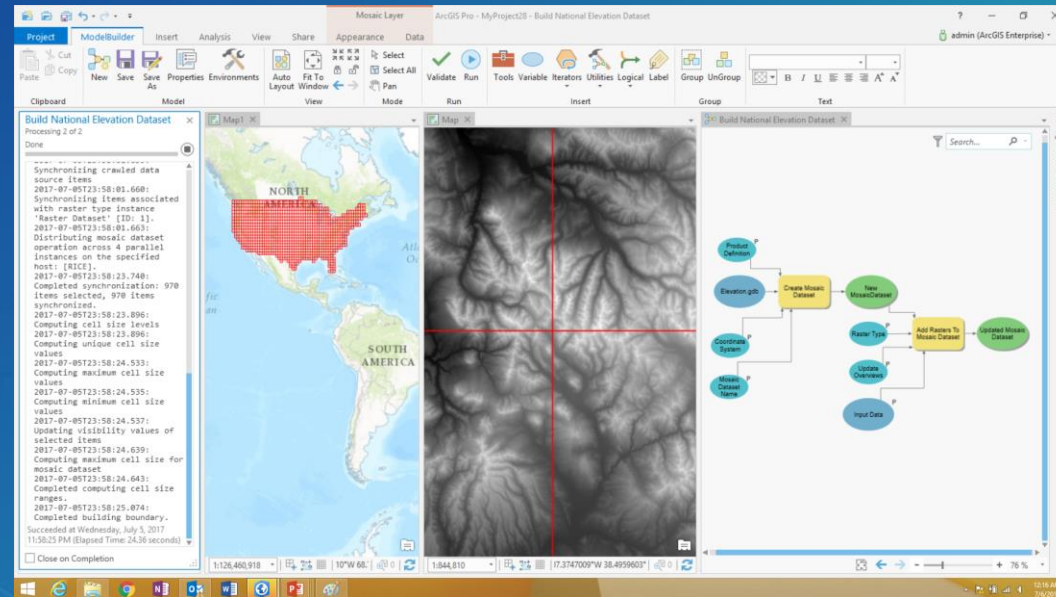 Mosaic Layer
ArcGIS Pro - MyProject28 - Build National Elevation Dataset
? 
Project ModelBuilder Insert Analysis View Share Appearance Data
admin (ArcGIS Enterprise)
Paste
Cut
Copy
New Save Save As Properties Environments
Auto Layout
Fit To Window
Select
Select All
Pan
Validate Run
Tools Variable Iterators Utilities Logical Label
Group UnGroup
B I U
Clipboard Model View Mode Run Insert Group Text
Build National Elevation Dataset
Processing 2 of 2
Done
Synchronizing crawled data
source items
2017-07-05T23:58:01.660:
Synchronizing items associated
with raster type instance
'Raster Dataset' [ID: 1].
2017-07-05T23:58:01.663:
Distributing mosaic dataset
operation across 4 parallel
instances on the specified
host: [RICE].
2017-07-05T23:58:23.740:
Completed synchronization: 970
items selected, 970 items
synchronized.
2017-07-05T23:58:23.896:
Computing cell size levels
2017-07-05T23:58:23.896:
Computing unique cell size
values
2017-07-05T23:58:24.533:
Computing maximum cell size
values
2017-07-05T23:58:24.535:
Computing minimum cell size
values
2017-07-05T23:58:24.537:
Updating visibility values of
selected items
2017-07-05T23:58:24.639:
Computing maximum cell size for
mosaic dataset
2017-07-05T23:58:24.643:
Completed computing cell size
ranges.
2017-07-05T23:58:25.074:
Completed building boundary.
Succeeded at Wednesday, July 5, 2017
11:58:25 PM (Elapsed Time: 24.36 seconds)
Close on Completion
Map1
NORTH
AMERICA
SOUTH
AMERICA
1:126,460,918
10°W 68.
0
Map
1:844,810
17.3747009°W 38.4959603°
0
Build National Elevation Dataset
Search...
Product
Definition
P
Elevation.gdb
Create Mosaic
Dataset
New
MosaicDataset
Coordinate
System
P
Mosaic
Dataset
Name
P
Raster Type
P
Add Rasters To
Mosaic Dataset
Updated Mosaic
Dataset
Update
Overviews
P
Input Data
P
76 %
12:16 AM